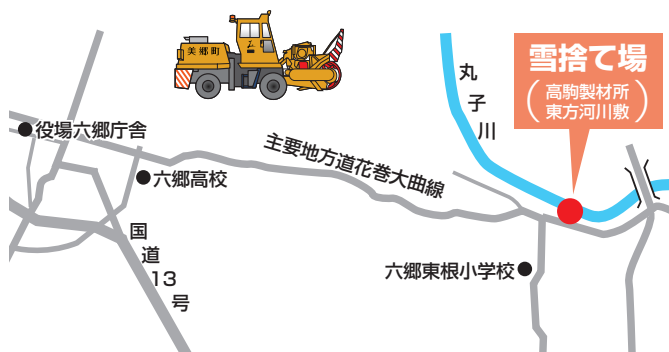 美郷町
雪捨て場
(高駒製材所
東方河川敷)
丸子川
役場六郷庁舎
主要地方道花巻大曲線
六郷高校
国道13号
六郷東根小学校